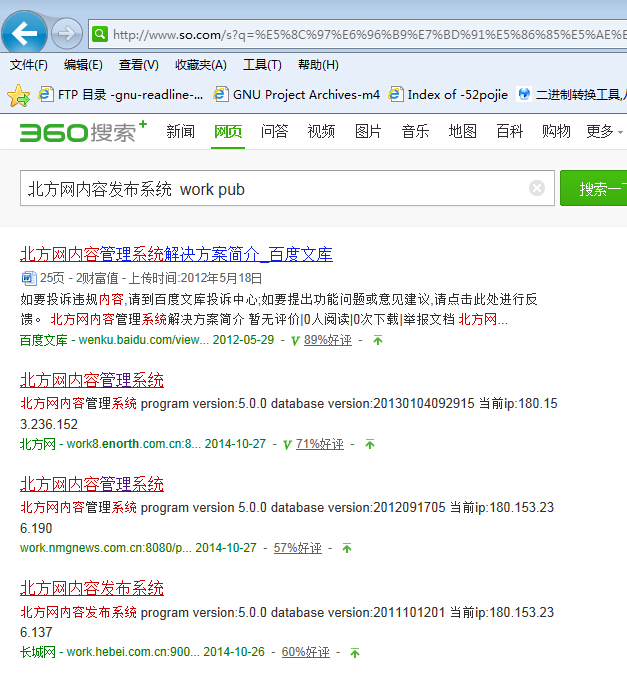 http://www.so.com/s?q=%E5%8C%97%E6%96%B9%E7%BD%91%E5%86%85%E5%AE%E
文件(F) 编辑(E) 查看(V) 收藏夹(A) 工具(T) 帮助(H)
FTP 目录 -gnu-readline-... GNU Project Archives-m4 Index of -52pojie 二进制转换工具,
360搜索+ 新闻 网页 问答 视频 图片 音乐 地图 百科 购物 更多
北方网内容发布系统 work pub 搜索一下
北方网内容管理系统解决方案简介_百度文库
25页 - 2财富值 - 上传时间:2012年5月18日
如要投诉违规内容,请到百度文库投诉中心;如要提出功能问题或意见建议,请点击此处进行反
馈。 北方网内容管理系统解决方案简介 暂无评价|0人阅读|0次下载|举报文档 北方网...
百度文库 - wenku.baidu.com/view... 2012-05-29 - V 89%好评 -
北方网内容管理系统
北方网内容管理系统 program version:5.0.0 database version:20130104092915 当前ip:180.15
3.236.152
北方网 - work8.enorth.com.cn:8... 2014-10-27 - V 71%好评 -
北方网内容管理系统
北方网内容管理系统 program version 5.0.0 database version:2012091705 当前ip:180.153.23
6.190
work.nmgnews.com.cn:8080/p... 2014-10-27 - 57%好评 -
北方网内容发布系统
北方网内容发布系统 program version:5.0.0 database version:2011101201 当前ip:180.153.23
6.137
长城网 - work.hebei.com.cn:900... 2014-10-26 - 60%好评 -